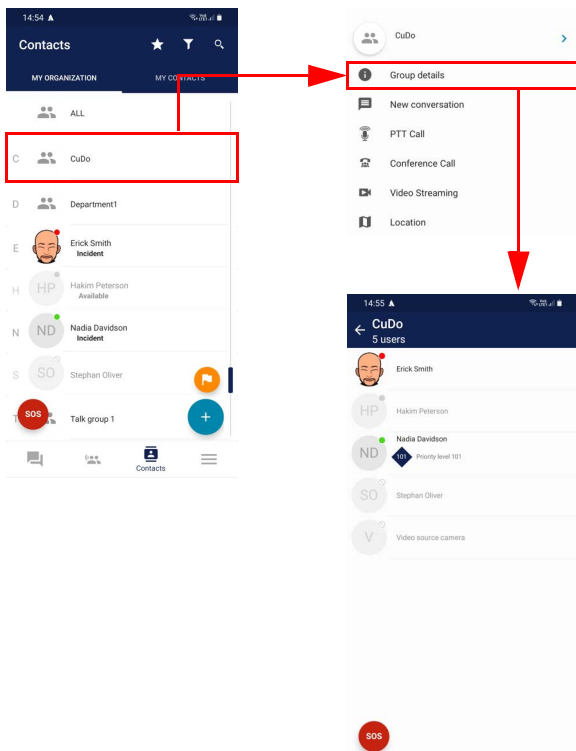 14:54
Contacts
MY ORGANIZATION MY CONTACTS
ALL
C CuDo
D Department1
E Erick Smith
Incident
H HP Hakim Peterson
Available
N ND Nadia Davidson
Incident
S SO Stephan Oliver
T Talk group 1
SOS
+
Contacts
CuDo
Group details
New conversation
PTT Call
Conference Call
Video Streaming
Location
14:55
CuDo
5 users
Erick Smith
HP Hakim Peterson
ND Nadia Davidson
101 Priority level 101
SO Stephan Oliver
V Video source camera
SOS